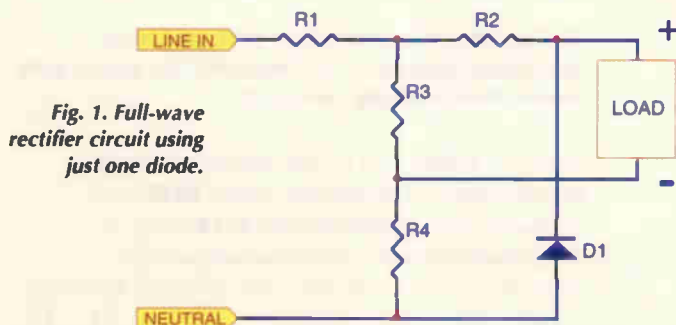 LINE IN
R1
R2
+
R3
LOAD
Fig. 1. Full-wave
rectifier circuit using
just one diode.
-
R4
D1
NEUTRAL